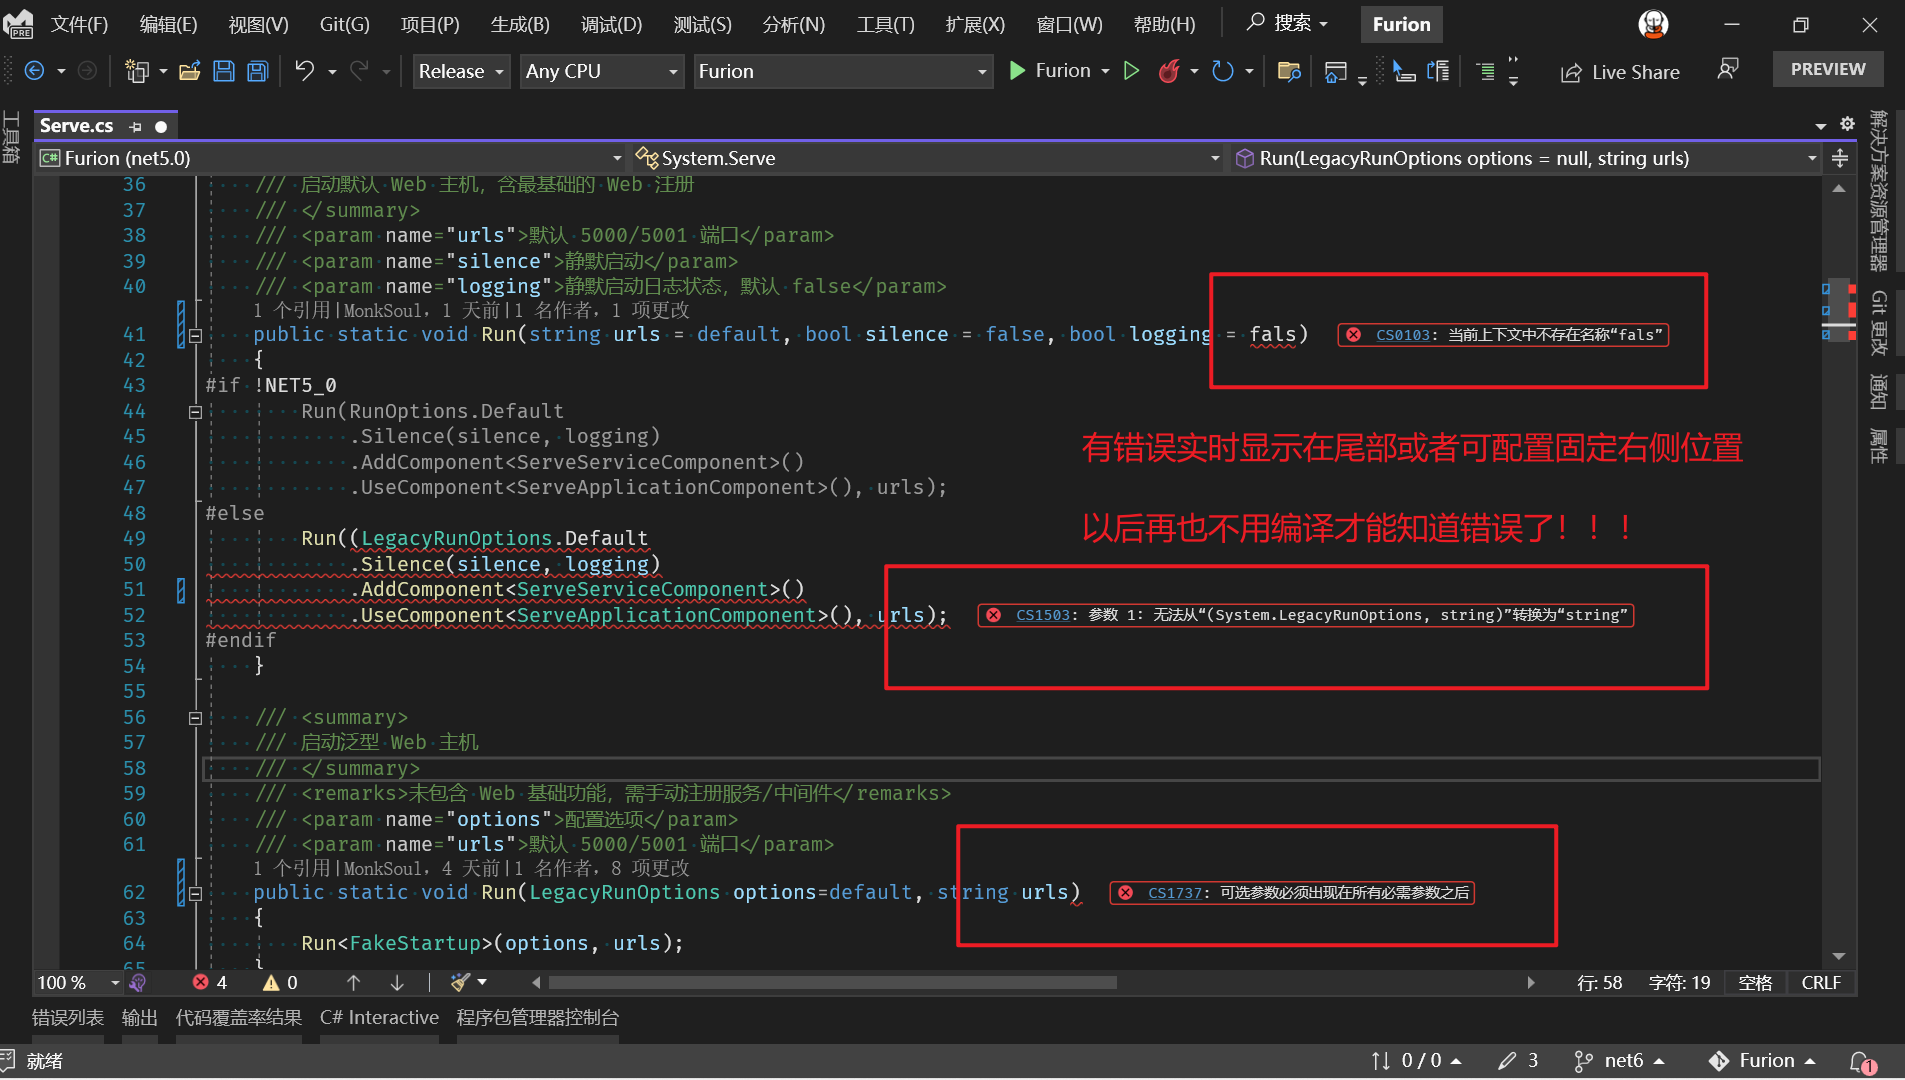 文件(F) 编辑(E) 视图(V) Git(G) 项目(P) 生成(B) 调试(D) 测试(S) 分析(N) 工具(T) 扩展(X) 窗口(W) 帮助(H) 搜索 Furion
PRE
Release Any CPU Furion Furion Live Share PREVIEW
工具箱
Serve.cs
Furion (net5.0) System.Serve Run(LegacyRunOptions options = null, string urls)
36 /// 启动默认 Web 主机，含最基础的 Web 注册
37 /// </summary>
38 /// <param name="urls">默认 5000/5001 端口</param>
39 /// <param name="silence">静默启动</param>
40 /// <param name="logging">静默启动日志状态，默认 false</param>
1 个引用|MonkSoul，1 天前|1 名作者，1 项更改
41 public static void Run(string urls = default, bool silence = false, bool logging = fals) CS0103: 当前上下文中不存在名称“fals”
42 {
43 #if !NET5_0
44 Run(RunOptions.Default
45 .Silence(silence, logging)
46 .AddComponent<ServeServiceComponent>()
47 .UseComponent<ServeApplicationComponent>(), urls);
48 #else
49 Run((LegacyRunOptions.Default
50 .Silence(silence, logging)
51 .AddComponent<ServeServiceComponent>()
52 .UseComponent<ServeApplicationComponent>(), urls); CS1503: 参数 1: 无法从“(System.LegacyRunOptions, string)”转换为“string”
53 #endif
54 }
55
56 /// <summary>
57 /// 启动泛型 Web 主机
58 /// </summary>
59 /// <remarks>未包含 Web 基础功能，需手动注册服务/中间件</remarks>
60 /// <param name="options">配置选项</param>
61 /// <param name="urls">默认 5000/5001 端口</param>
1 个引用|MonkSoul，4 天前|1 名作者，8 项更改
62 public static void Run(LegacyRunOptions options=default, string urls) CS1737: 可选参数必须出现在所有必需参数之后
63 {
64 Run<FakeStartup>(options, urls);
65 }
有错误实时显示在尾部或者可配置固定右侧位置
以后再也不用编译才能知道错误了！！！
解决方案资源管理器
Git 更改
通知
属性
100 % 4 0 行: 58 字符: 19 空格 CRLF
错误列表 输出 代码覆盖率结果 C# Interactive 程序包管理器控制台
就绪 0 / 0 3 net6 Furion 1